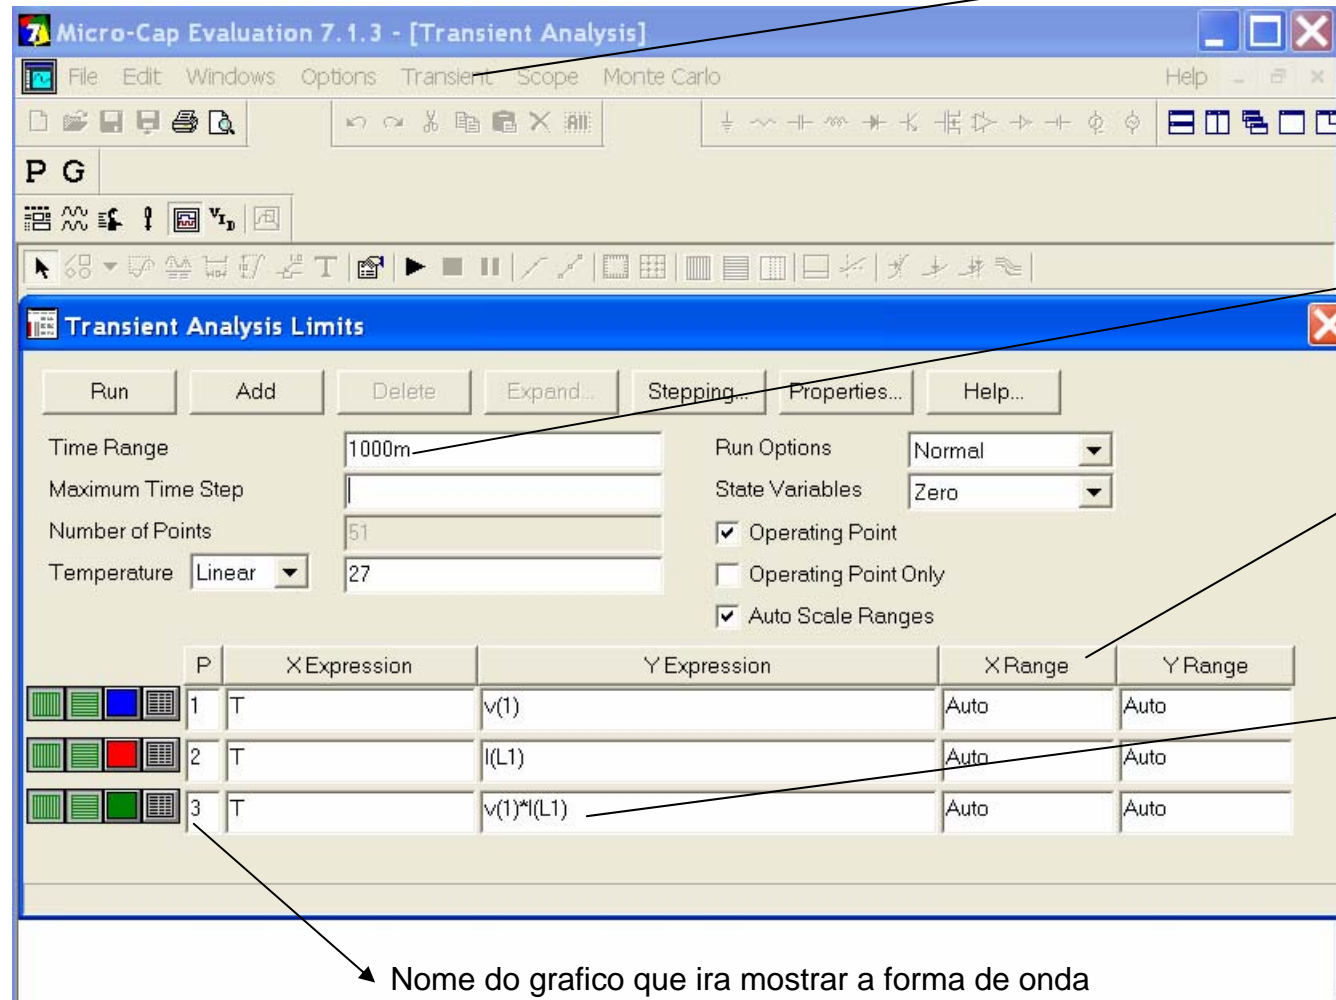 Micro-Cap Evaluation 7.1.3 - [Transient Analysis]
File Edit Windows Options Transient Scope Monte Carlo Help
P G
T
Transient Analysis Limits
Run Add Delete Expand... Stepping... Properties... Help...
Time Range 1000m Run Options Normal
Maximum Time Step State Variables Zero
Number of Points 51 Operating Point
Temperature Linear 27 Operating Point Only
Auto Scale Ranges
P X Expression Y Expression X Range Y Range
1 T v(1) Auto Auto
2 T I(L1) Auto Auto
3 T v(1)*I(L1) Auto Auto
Nome do grafico que ira mostrar a forma de onda